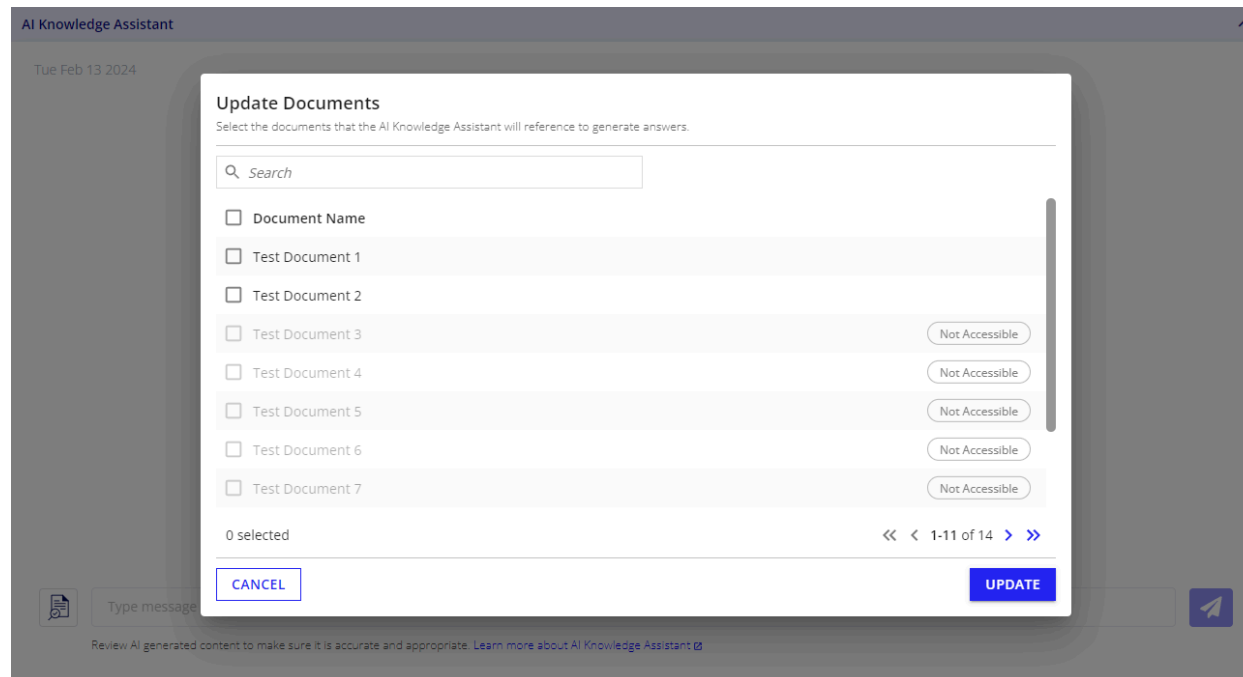 AI Knowledge Assistant
Tue Feb 13 2024
Update Documents
Select the documents that the AI Knowledge Assistant will reference to generate answers.
Search
Document Name
Test Document 1
Test Document 2
Test Document 3 Not Accessible
Test Document 4 Not Accessible
Test Document 5 Not Accessible
Test Document 6 Not Accessible
Test Document 7 Not Accessible
0 selected 1-11 of 14
CANCEL UPDATE
Type message
Review AI generated content to make sure it is accurate and appropriate. Learn more about AI Knowledge Assistant